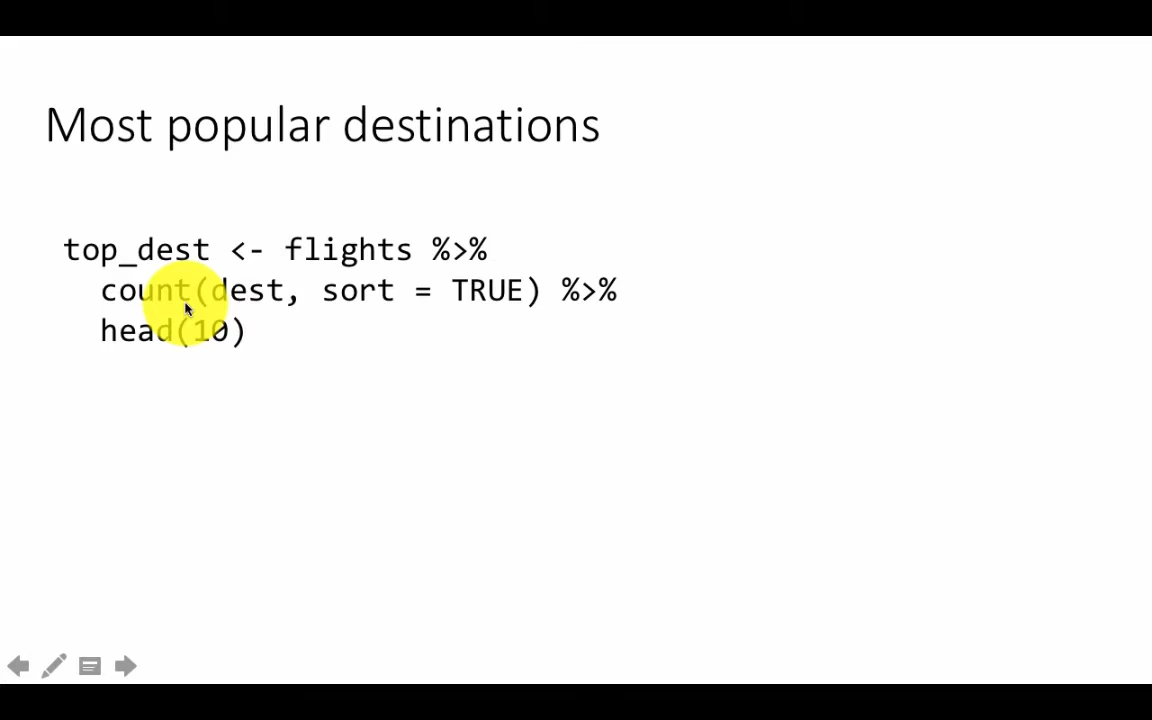 Most popular destinations
top_dest <- flights %>%
count(dest, sort = TRUE) %>%
head(10)